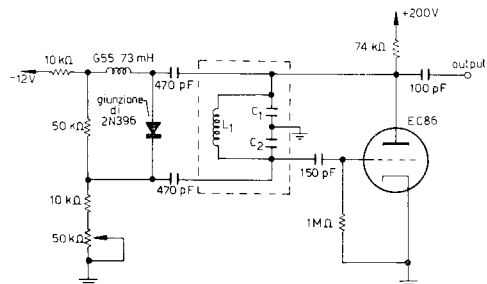 +200V
10 kΩ
G55 73 mH
74 kΩ
output
−12V
470 pF
100 pF
giunzione
di
2N396
C1
EC86
50 kΩ
L1
C2
470 pF
150 pF
10 kΩ
1MΩ
50 kΩ